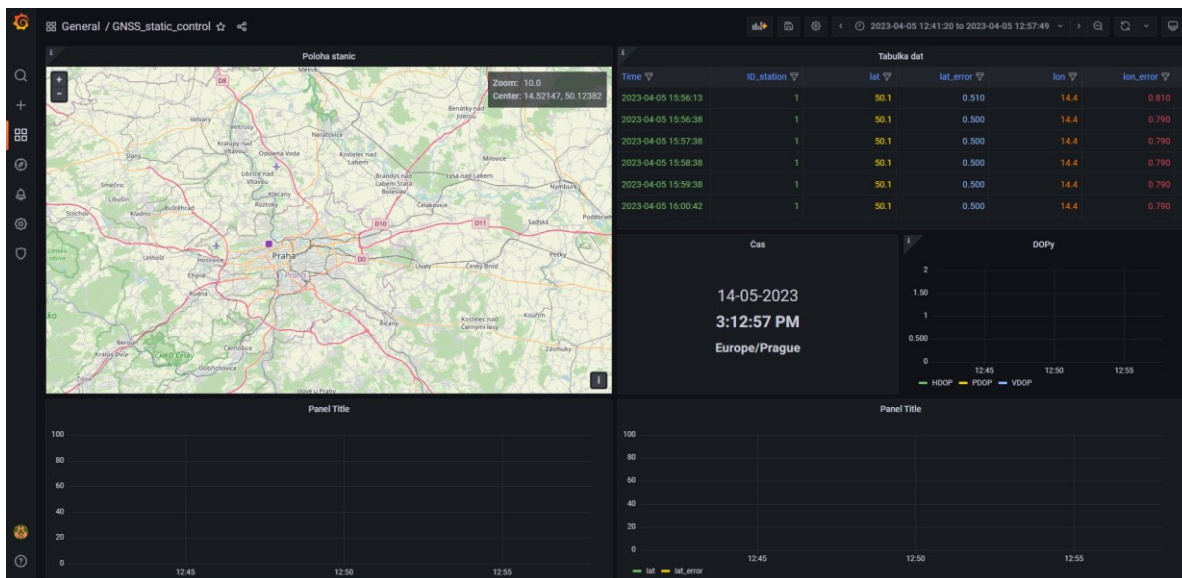 General / GNSS_static_control
2023-04-05 12:41:20 to 2023-04-05 12:57:49
Poloha stanic
+
-
Zoom: 10.0
Center: 14.52147, 50.12382
Mělník
D8
Benátky nad
Jizerou
Velvary
Veltrusy
Neratovice
Kralupy nad
Vltavou
Odolena Voda
Kostelec nad
Labem
Slaný
Milovice
Libčice nad
Vltavou
Brandýs nad
Labem-Stará
Boleslav
Lysá nad Labem
Nymburk
Smečno
Klecany
Libušín
Roztoky
Čelákovice
Stochov
Kladno
Buštěhrad
D10
D11
Sadská
Poděbrad
Unhošť
Hostivice
Praha
D0
Úvaly
Český Brod
Pečky
Chýně
Praha
Rudná
Říčany
Kostelec nad
Černými lesy
Kouřim
Beroun
Králův Dvůr
CHKO Český
kras
Černošice
Dobřichovice
Zásmuky
Zdice
Jílové u Prahy
i
Tabulka dat
Time ID_station lat lat_error lon lon_error
2023-04-05 15:56:13 1 50.1 0.510 14.4 0.810
2023-04-05 15:56:38 1 50.1 0.500 14.4 0.790
2023-04-05 15:57:38 1 50.1 0.500 14.4 0.790
2023-04-05 15:58:38 1 50.1 0.500 14.4 0.790
2023-04-05 15:59:38 1 50.1 0.500 14.4 0.790
2023-04-05 16:00:42 1 50.1 0.500 14.4 0.790
Čas
14-05-2023
3:12:57 PM
Europe/Prague
DOPy
2
1.50
1
0.500
0
12:45 12:50 12:55
HDOP PDOP VDOP
Panel Title
100
80
60
40
20
0
12:45 12:50 12:55
Panel Title
100
80
60
40
20
0
12:45 12:50 12:55
lat lat_error